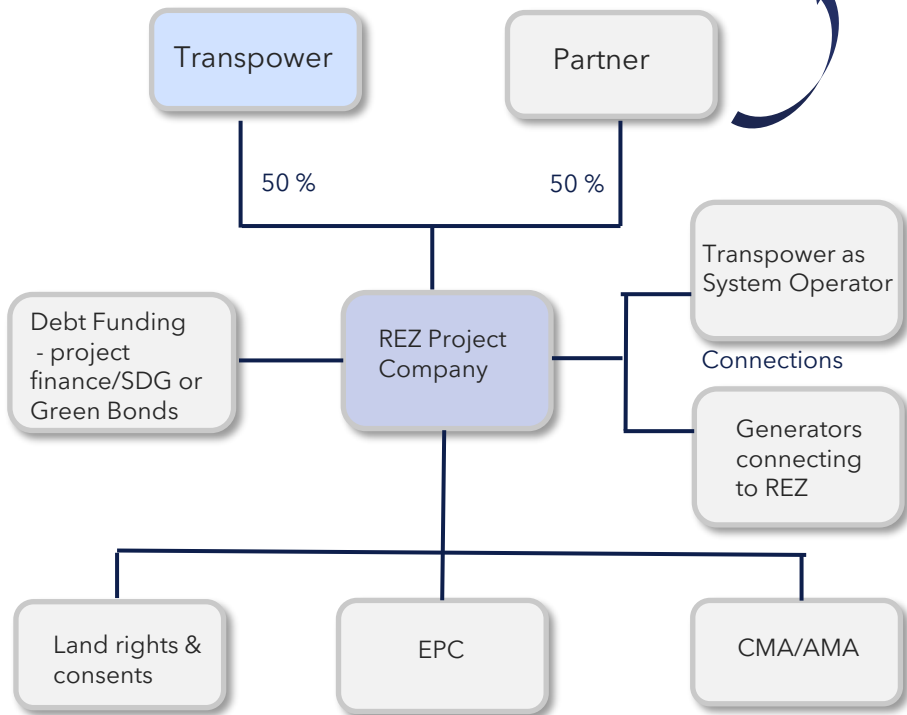 Transpower
Partner
50 %
50 %
Transpower as
System Operator
Debt Funding
- project
finance/SDG or
Green Bonds
REZ Project
Company
Connections
Generators
connecting
to REZ
Land rights &
consents
EPC
CMA/AMA